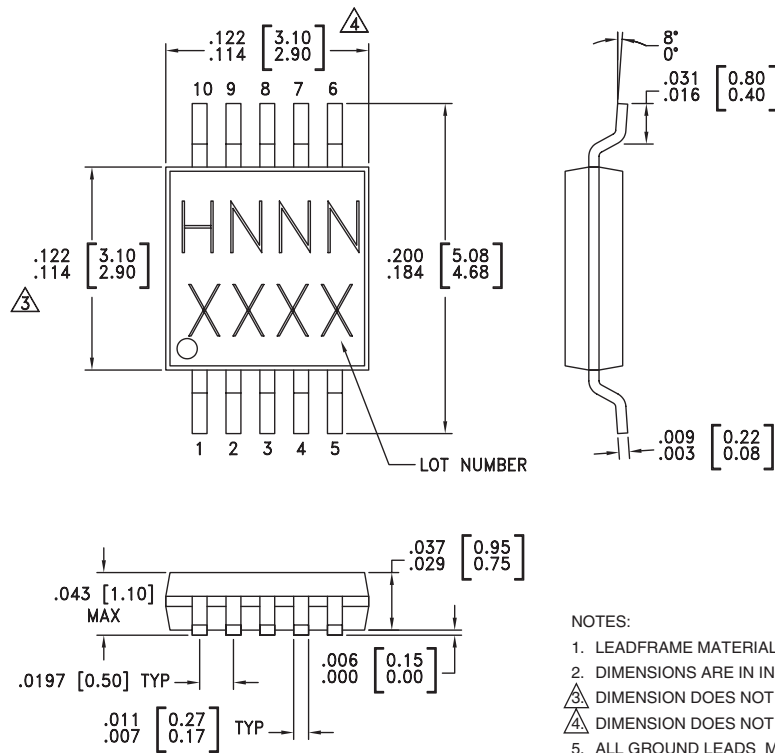 4
.122 [3.10]
.114 [2.90]
8°
0°
.031 [0.80]
.016 [0.40]
10 9 8 7 6
HNNN
XXXX
.122 [3.10]
.114 [2.90]
3
.200 [5.08]
.184 [4.68]
1 2 3 4 5
LOT NUMBER
.009 [0.22]
.003 [0.08]
.037 [0.95]
.029 [0.75]
.043 [1.10]
MAX
.0197 [0.50] TYP
.006 [0.15]
.000 [0.00]
.011 [0.27]
.007 [0.17] TYP
NOTES:
1. LEADFRAME MATERIAL
2. DIMENSIONS ARE IN IN
3. DIMENSION DOES NOT
4. DIMENSION DOES NOT
5. ALL GROUND LEADS